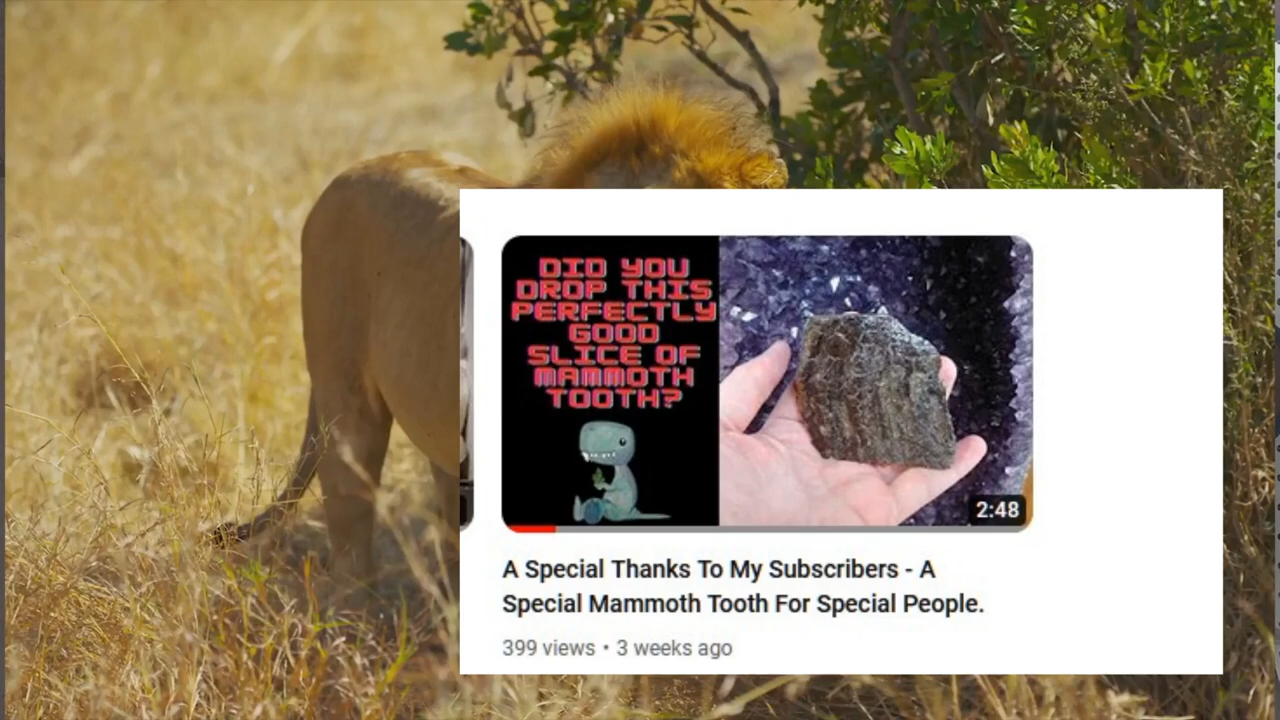 DID YOU
DROP THIS
PERFECTLY
GOOD
SLICE OF
MAMMOTH
TOOTH?
2:48
A Special Thanks To My Subscribers - A
Special Mammoth Tooth For Special People.
399 views • 3 weeks ago